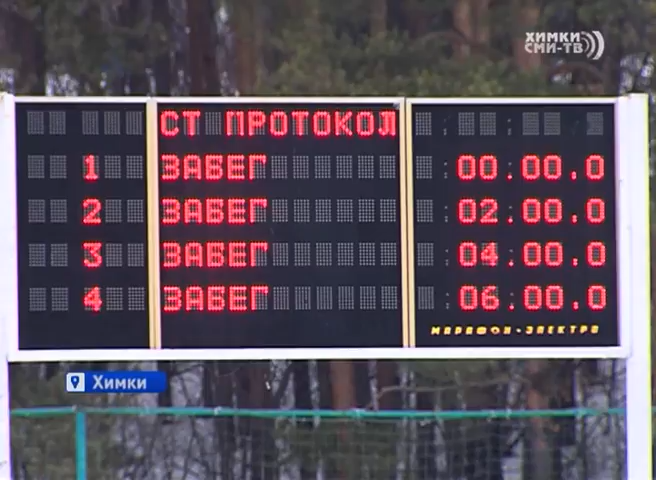 ХИМКИ
СМИ-ТВ
СТ ПРОТОКОЛ
1 ЗАБЕГ 00:00.0
2 ЗАБЕГ 02:00.0
3 ЗАБЕГ 04:00.0
4 ЗАБЕГ 06:00.0
МАРАФОН-ЭЛЕКТРО
Химки